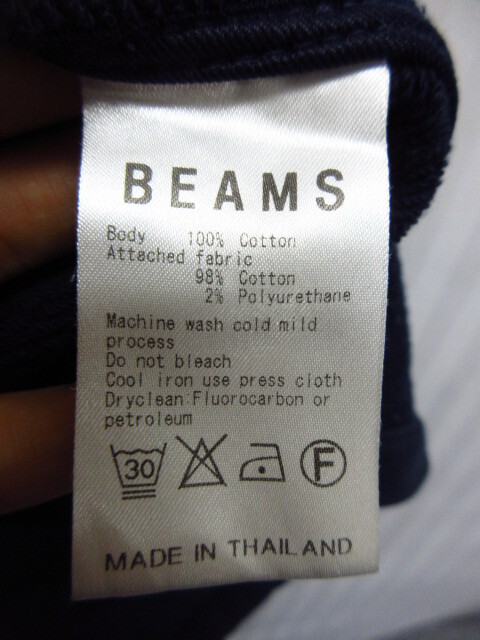 BEAMS
Body 100% Cotton
Attached fabric
98% Cotton
2% Polyurethane
Machine wash cold mild
process
Do not bleach
Cool iron use press cloth
Dryclean:Fluorocarbon or
petroleum
30 F
MADE IN THAILAND